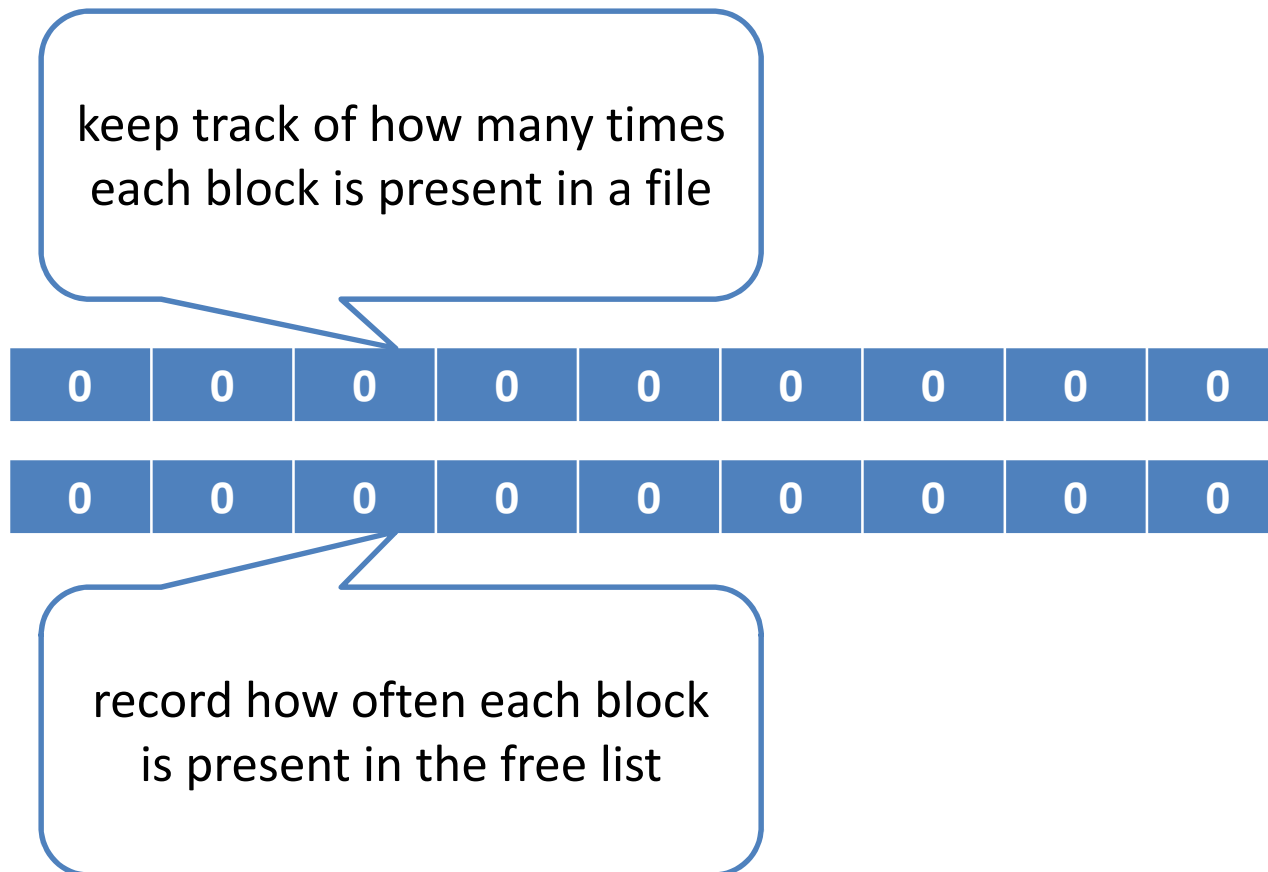 keep track of how many times
each block is present in a file
0 0 0 0 0 0 0 0 0
0 0 0 0 0 0 0 0 0
record how often each block
is present in the free list